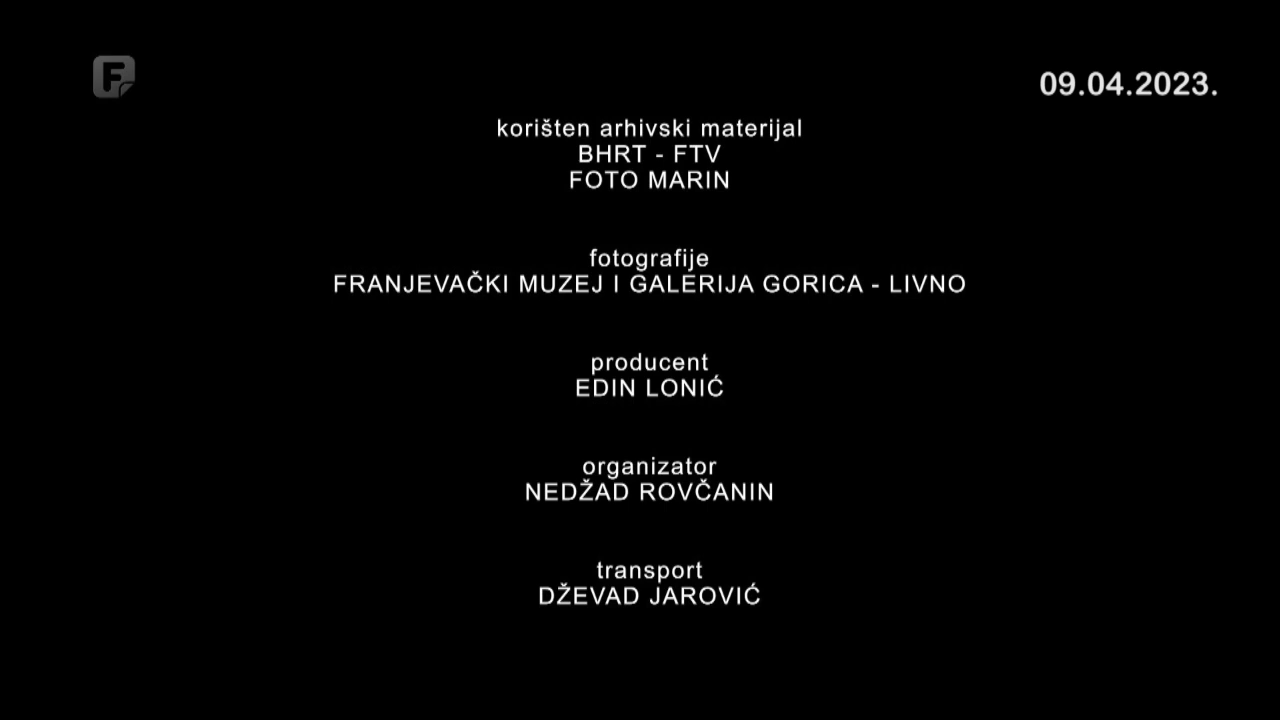 F
09.04.2023.
korišten arhivski materijal
BHRT - FTV
FOTO MARIN
fotografije
FRANJEVAČKI MUZEJ I GALERIJA GORICA - LIVNO
producent
EDIN LONIĆ
organizator
NEDŽAD ROVČANIN
transport
DŽEVAD JAROVIĆ